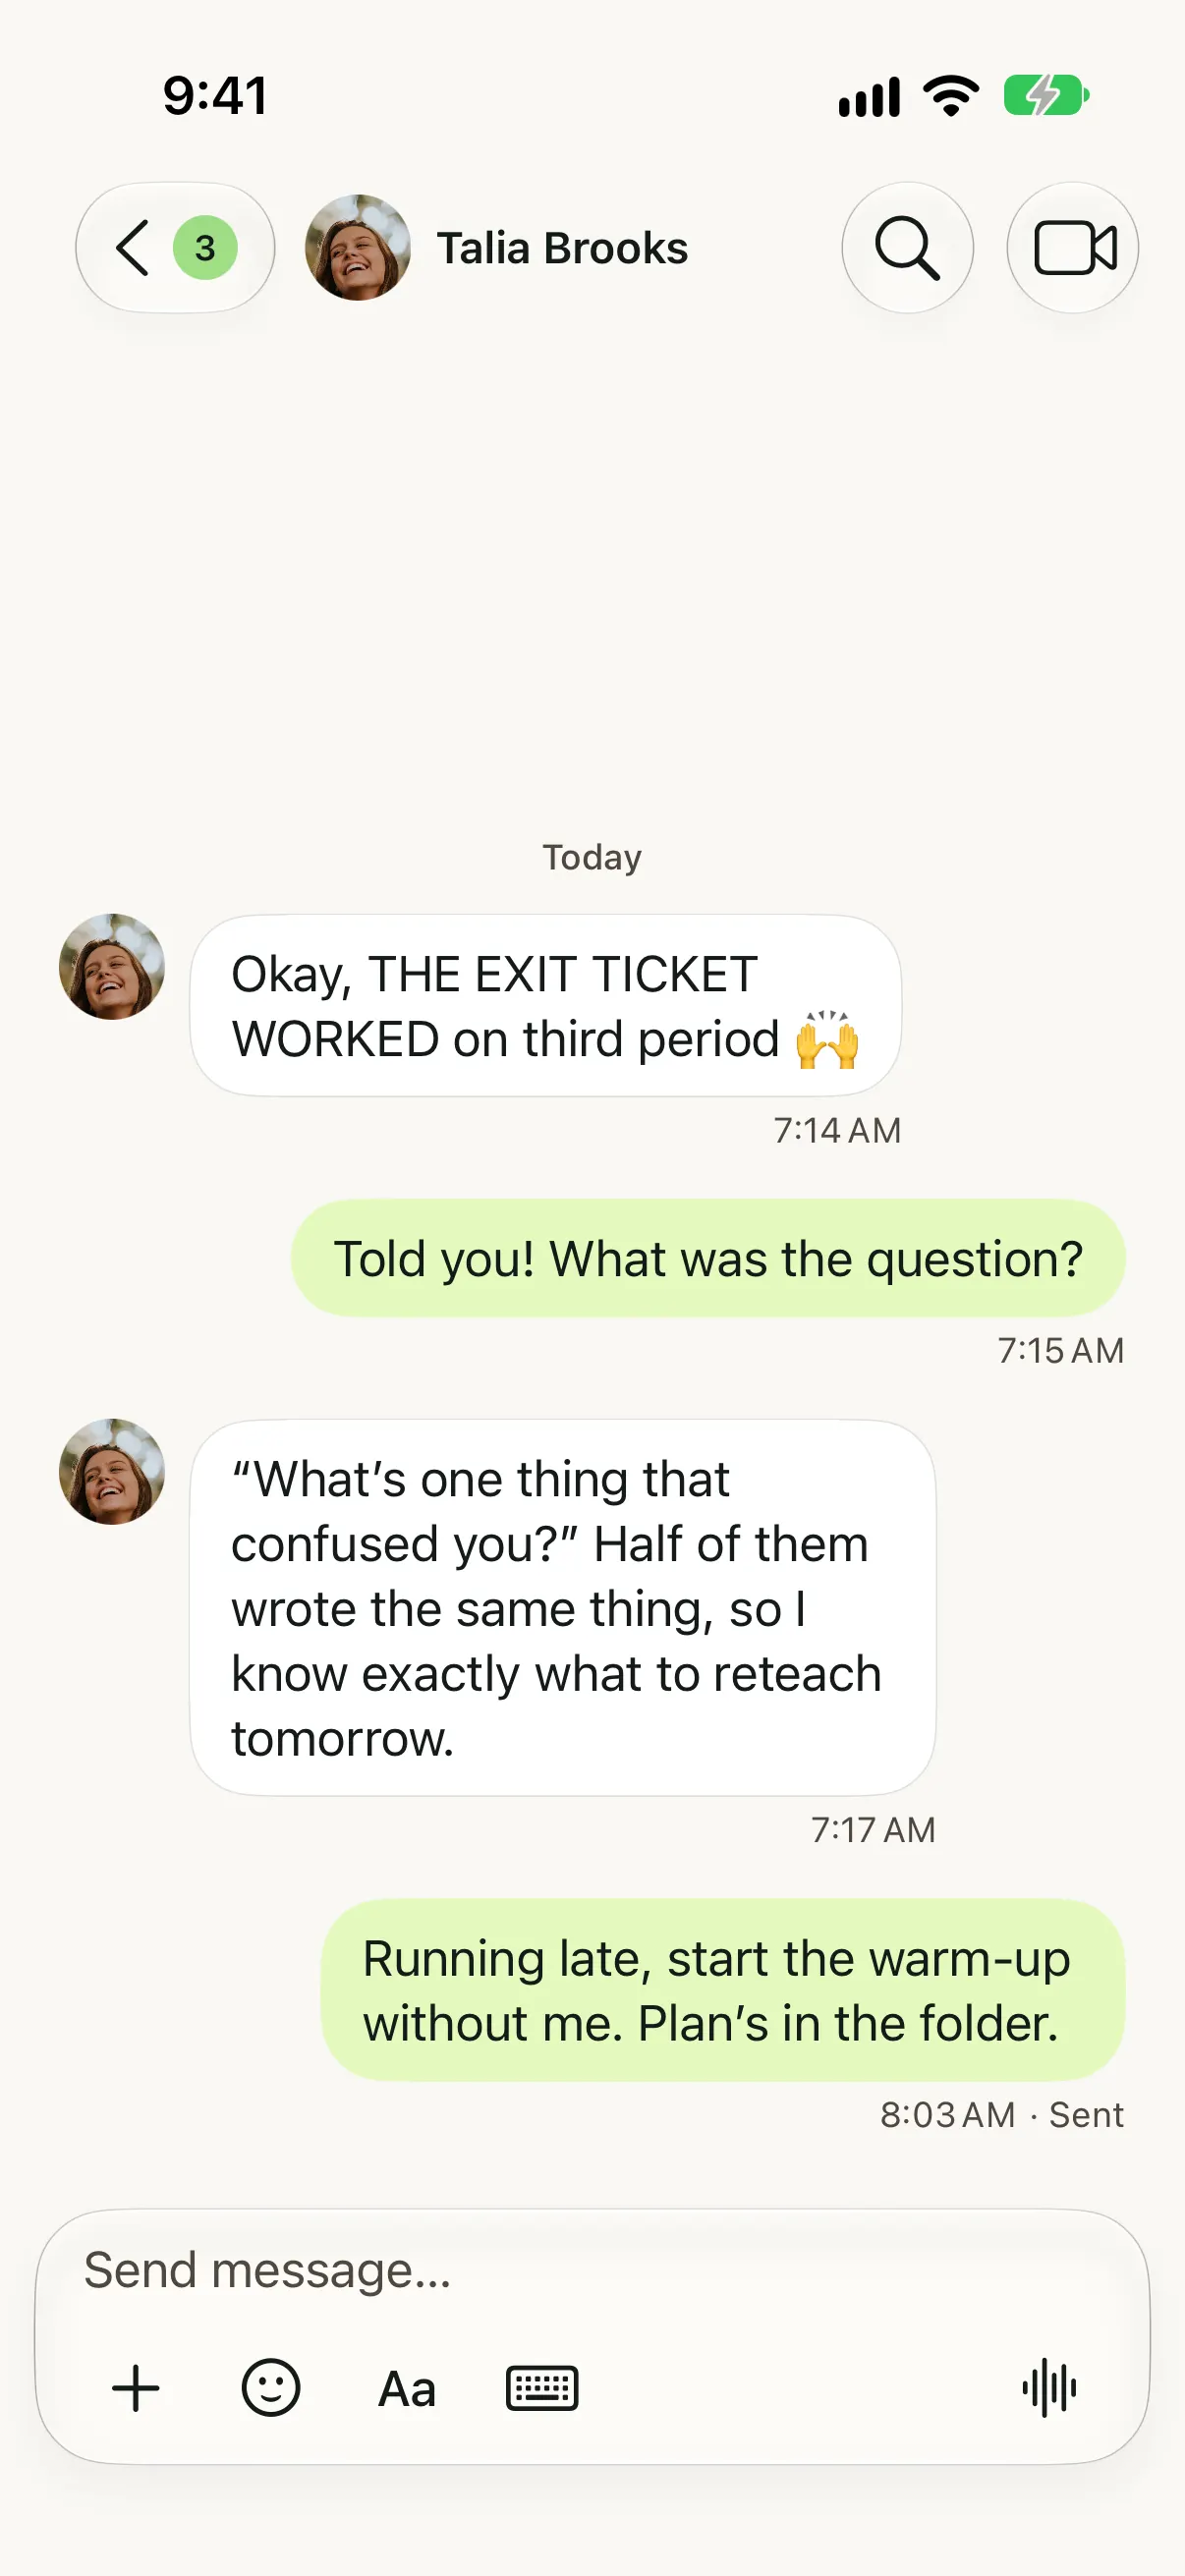 9:41
3
Talia Brooks
Today
Okay, THE EXIT TICKET
WORKED on third period 🙌
7:14 AM
Told you! What was the question?
7:15 AM
“What’s one thing that
confused you?” Half of them
wrote the same thing, so I
know exactly what to reteach
tomorrow.
7:17 AM
Running late, start the warm-up
without me. Plan’s in the folder.
8:03 AM · Sent
Send message...
Aa